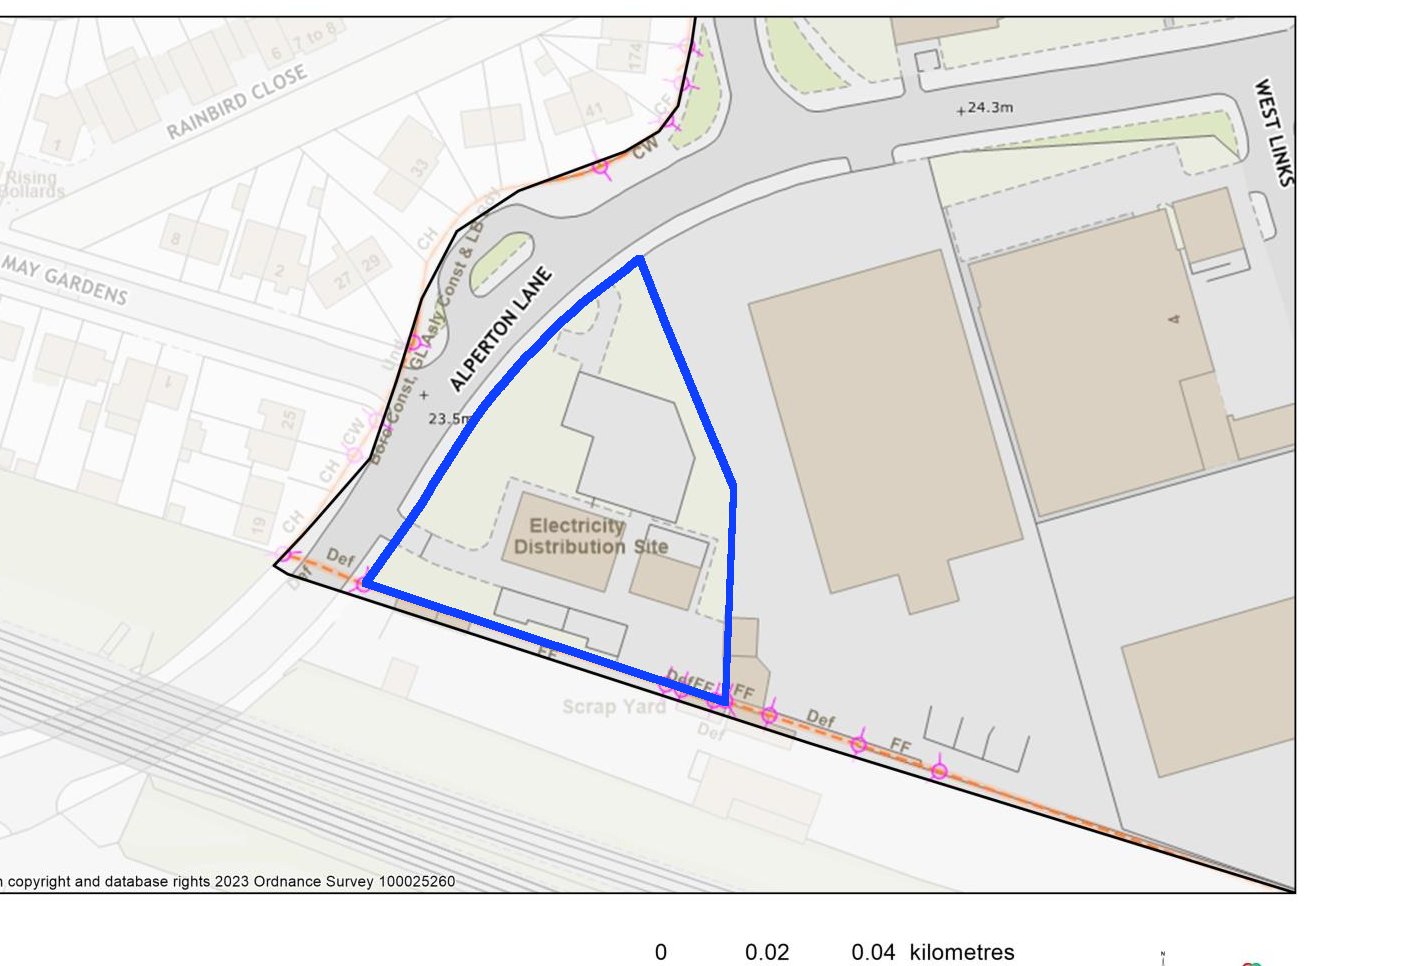 6
7 to 8
174
RAINBIRD CLOSE
1
41
CF
24.3m
WEST LINKS
CW
Rising
Bollards
33
CH
8
2
27
29
MAY GARDENS
Boro Const, GL Asly Const & LB
ALPERTON LANE
4
23.5m
1
25
CW
CH
19
CH
Electricity
Distribution Site
Def
Def
FF
Def
FF
FF
Scrap Yard
Def
Def
FF
copyright and database rights 2023 Ordnance Survey 100025260
0 0.02 0.04 kilometres
N